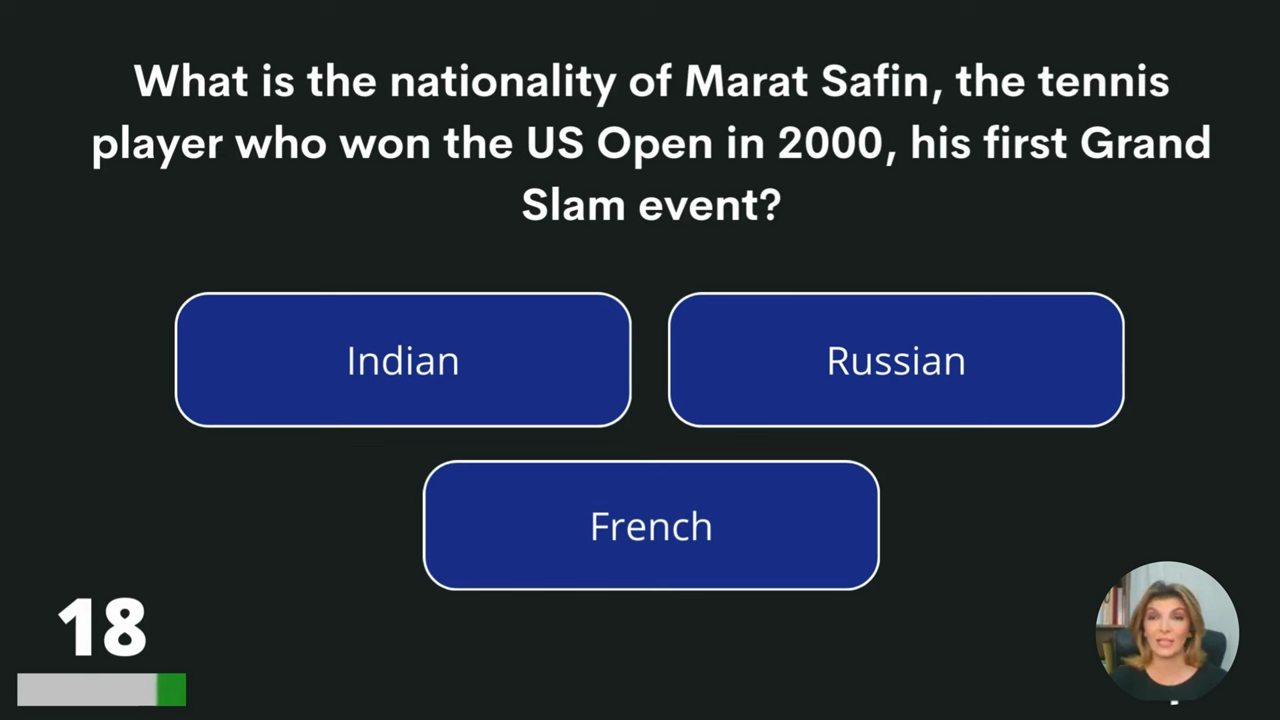 What is the nationality of Marat Safin, the tennis
player who won the US Open in 2000, his first Grand
Slam event?
Indian
Russian
French
18